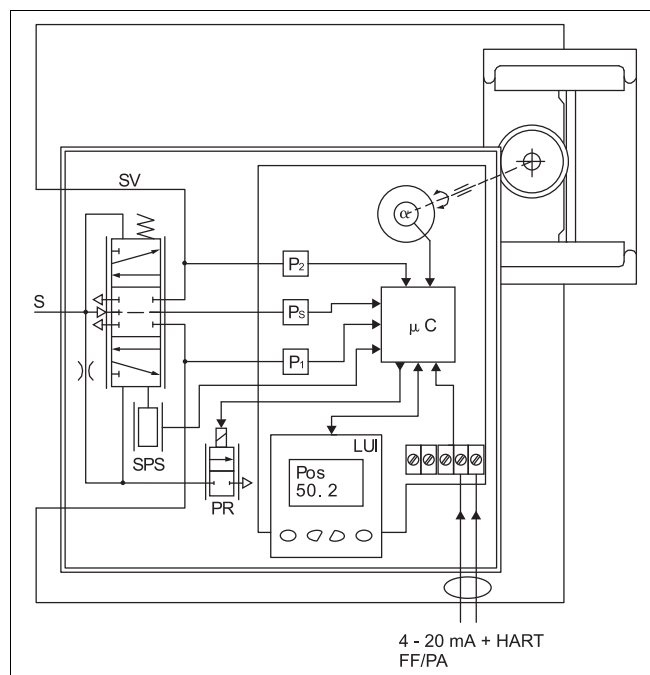 SV
α
P2
S
PS
μ C
P1
SPS
LUI
Pos
50. 2
PR
4 - 20 mA + HART
FF/PA